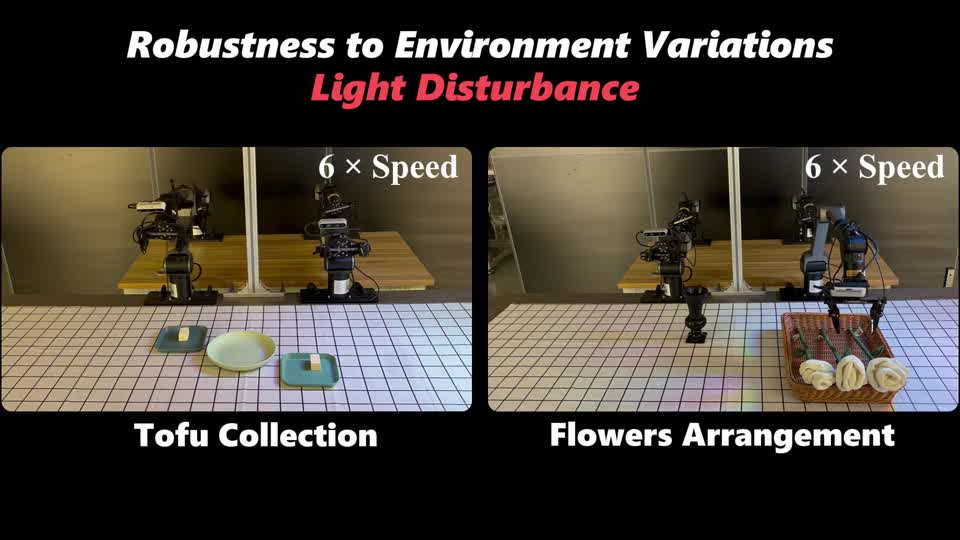 Robustness to Environment Variations
Light Disturbance
6 × Speed
6 × Speed
Tofu Collection
Flowers Arrangement